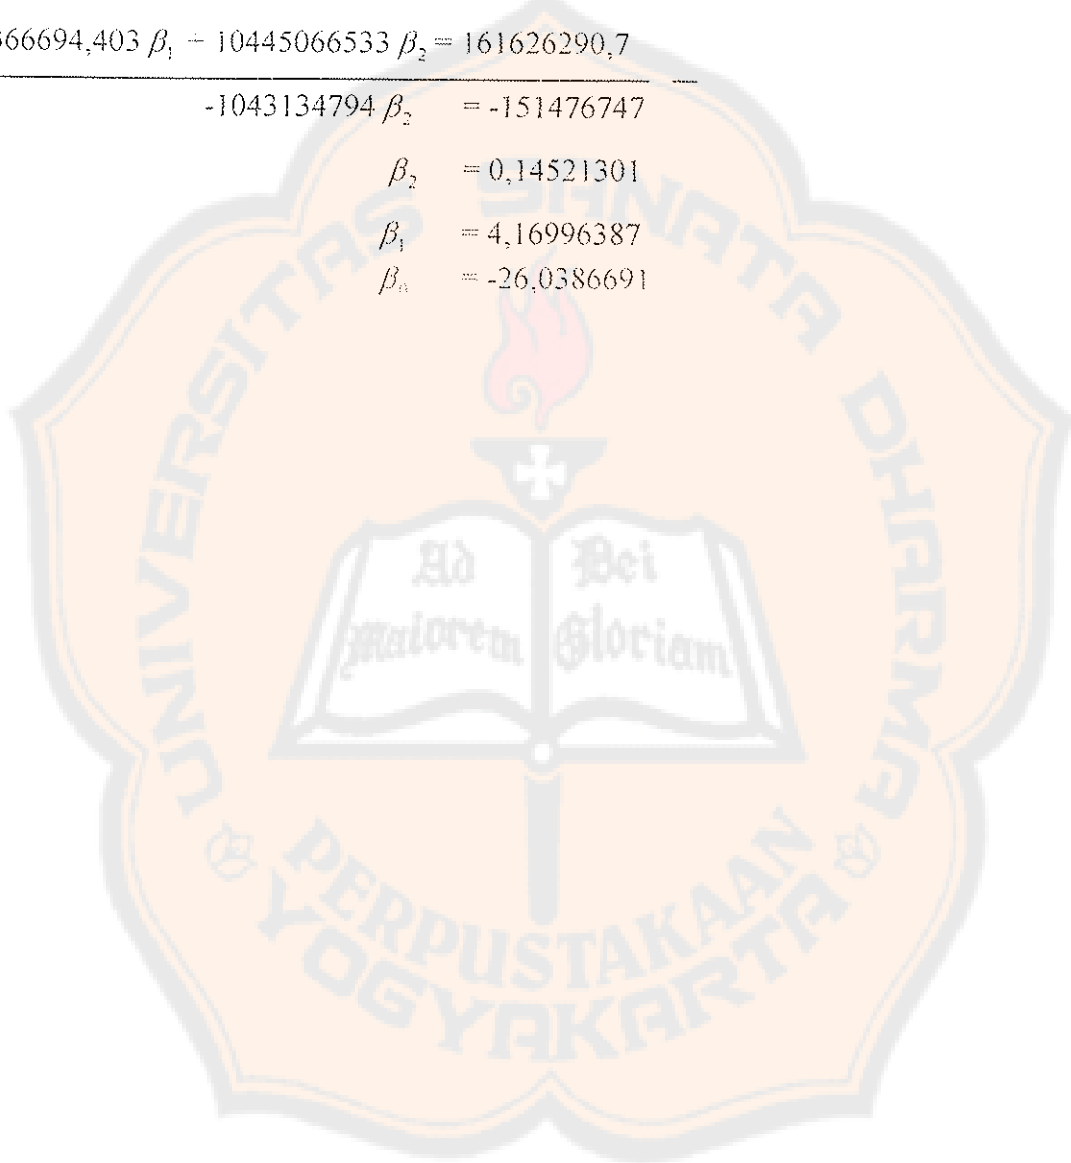 66694,403 β₁ + 10445066533 β₂ = 161626290,7
-1043134794 β₂ = -151476747
β₂ = 0,14521301
β₁ = 4,16996387
β₀ = -26,0386691
UNIVERSITAS SANATA DHARMA
Ad Dei
Maiorem Gloriam
PERPUSTAKAAN
YOGYAKARTA